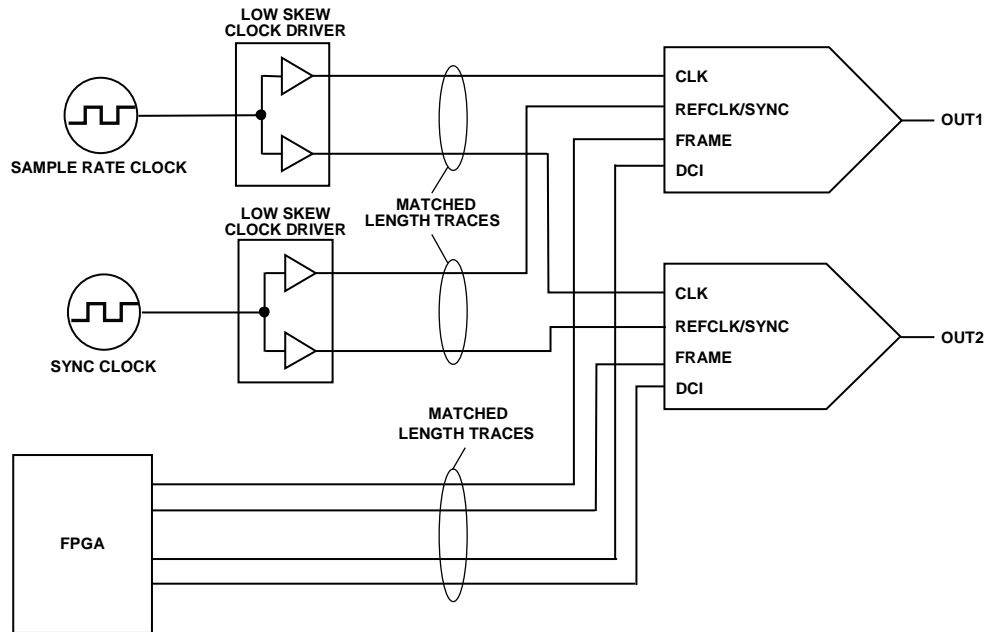 LOW SKEW
CLOCK DRIVER
SAMPLE RATE CLOCK
CLK
REFCLK/SYNC
FRAME
DCI
OUT1
MATCHED
LENGTH TRACES
LOW SKEW
CLOCK DRIVER
SYNC CLOCK
CLK
REFCLK/SYNC
FRAME
DCI
OUT2
MATCHED
LENGTH TRACES
FPGA